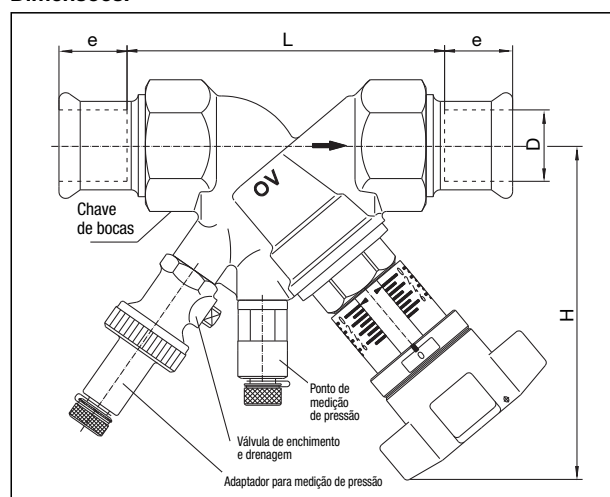 Dimensões:
e
L
e
D
OV
Chave
de bocas
H
Ponto de
medição
de pressão
Válvula de enchimento
e drenagem
Adaptador para medição de pressão